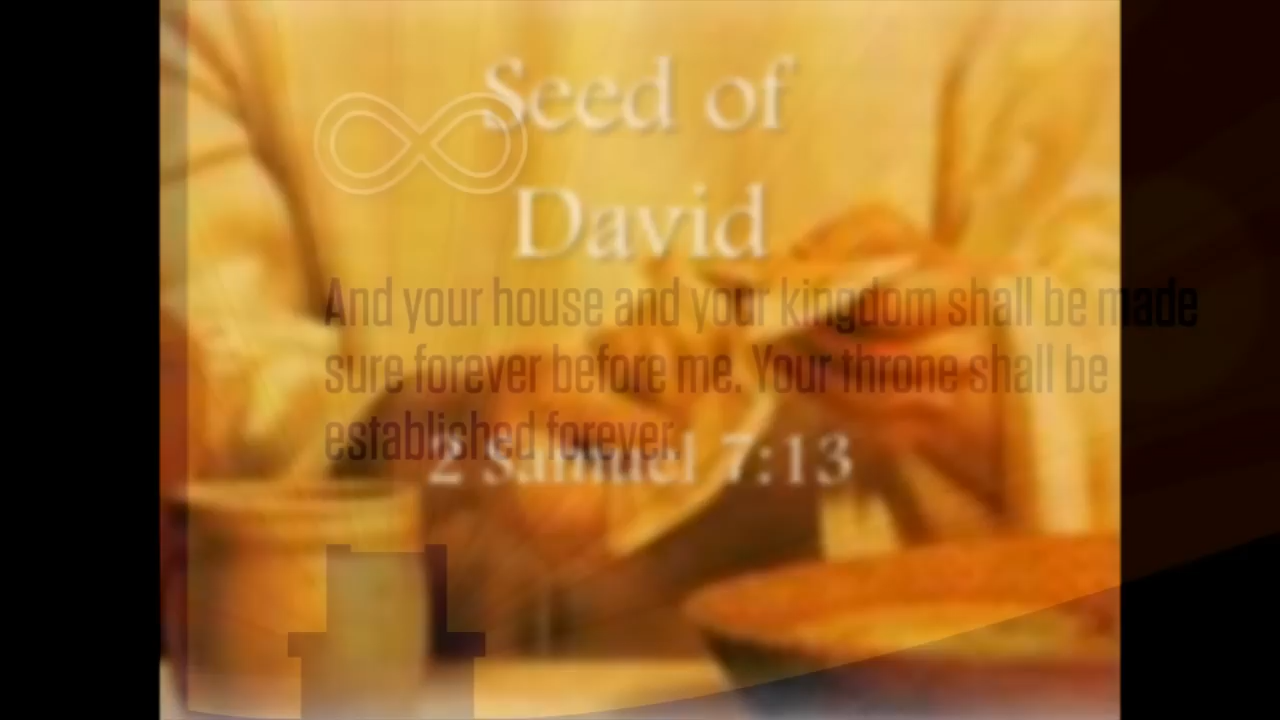 Seed of
David
And your house and your kingdom shall be made
sure forever before me. Your throne shall be
established forever.
2 Samuel 7:13